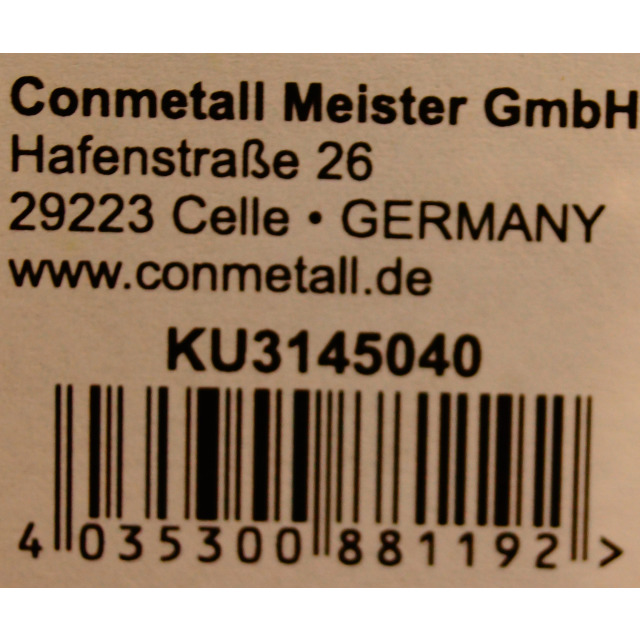 Conmetall Meister GmbH
Hafenstraße 26
29223 Celle • GERMANY
www.conmetall.de
KU3145040
4 035300 881192 >